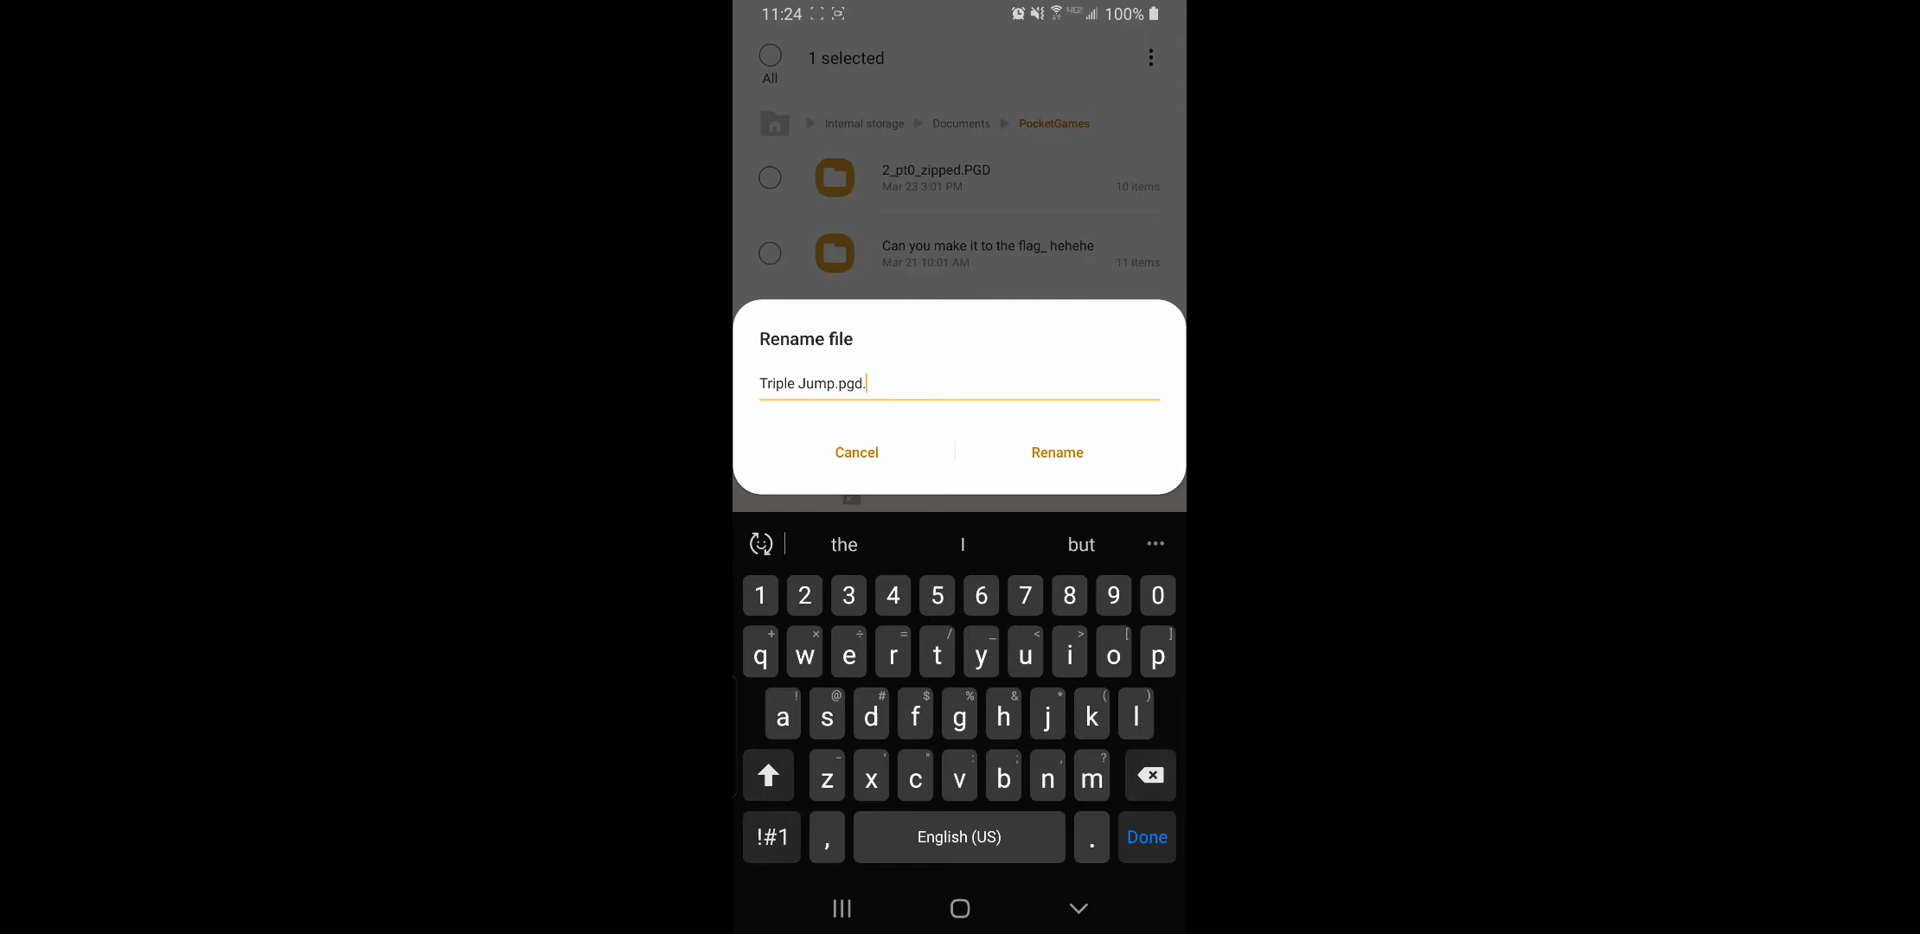 11:24 100%
1 selected
All
Internal storage Documents PocketGames
2_pt0_zipped.PGD
Mar 23 3:01 PM 10 items
Can you make it to the flag_ hehehe
Mar 21 10:01 AM 11 items
Rename file
Triple Jump.pgd.
Cancel Rename
the I but
1 2 3 4 5 6 7 8 9 0
+ × ÷ = / _ < > [ ]
q w e r t y u i o p
! @ # $ % & * ( )
a s d f g h j k l
- ' " : ; , ?
z x c v b n m
!#1 , English (US) . Done